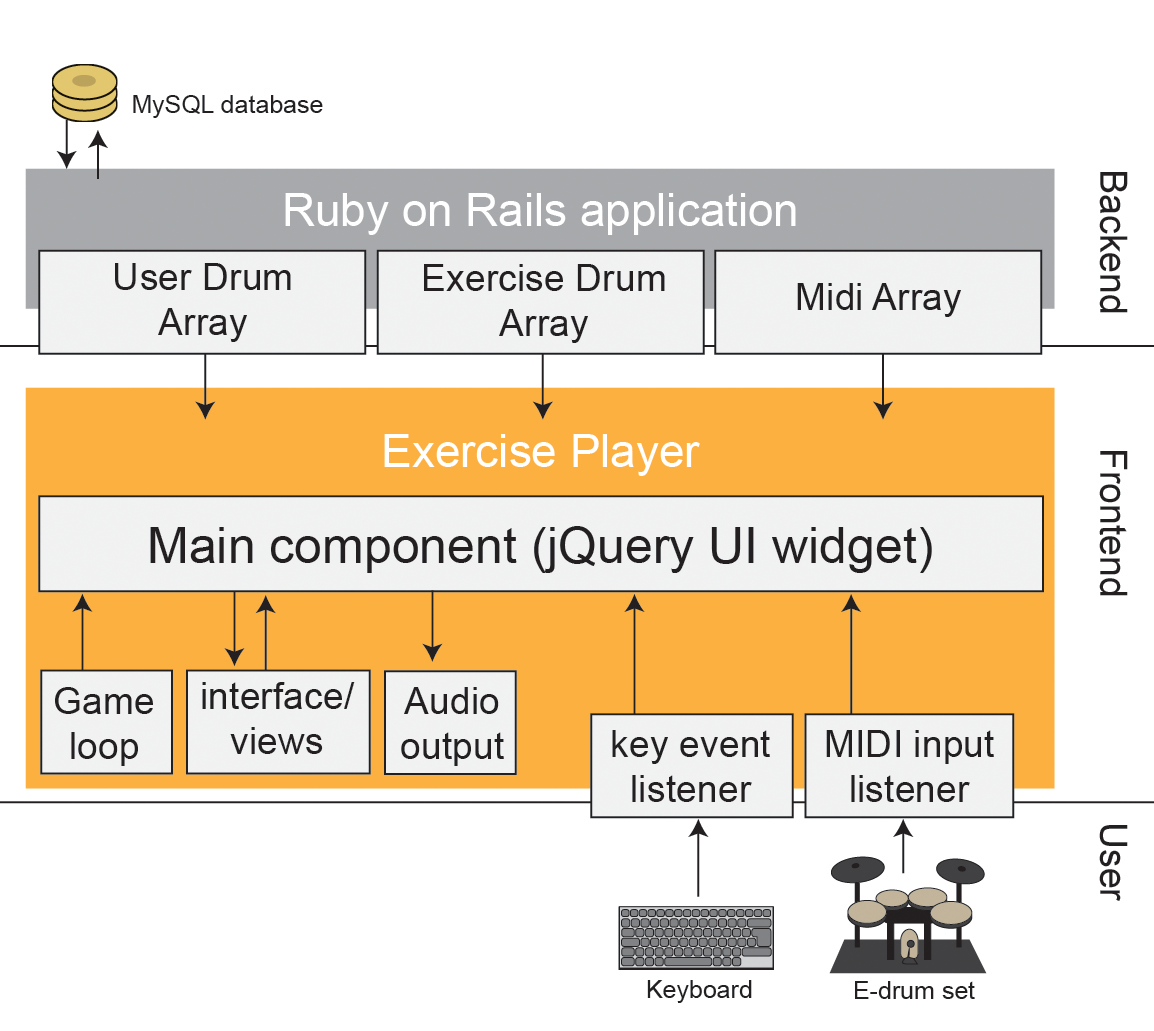 MySQL database
Ruby on Rails application
Backend
User Drum
Array
Exercise Drum
Array
Midi Array
Exercise Player
Frontend
Main component (jQuery UI widget)
Game
loop
interface/
views
Audio
output
key event
listener
MIDI input
listener
User
Keyboard
E-drum set